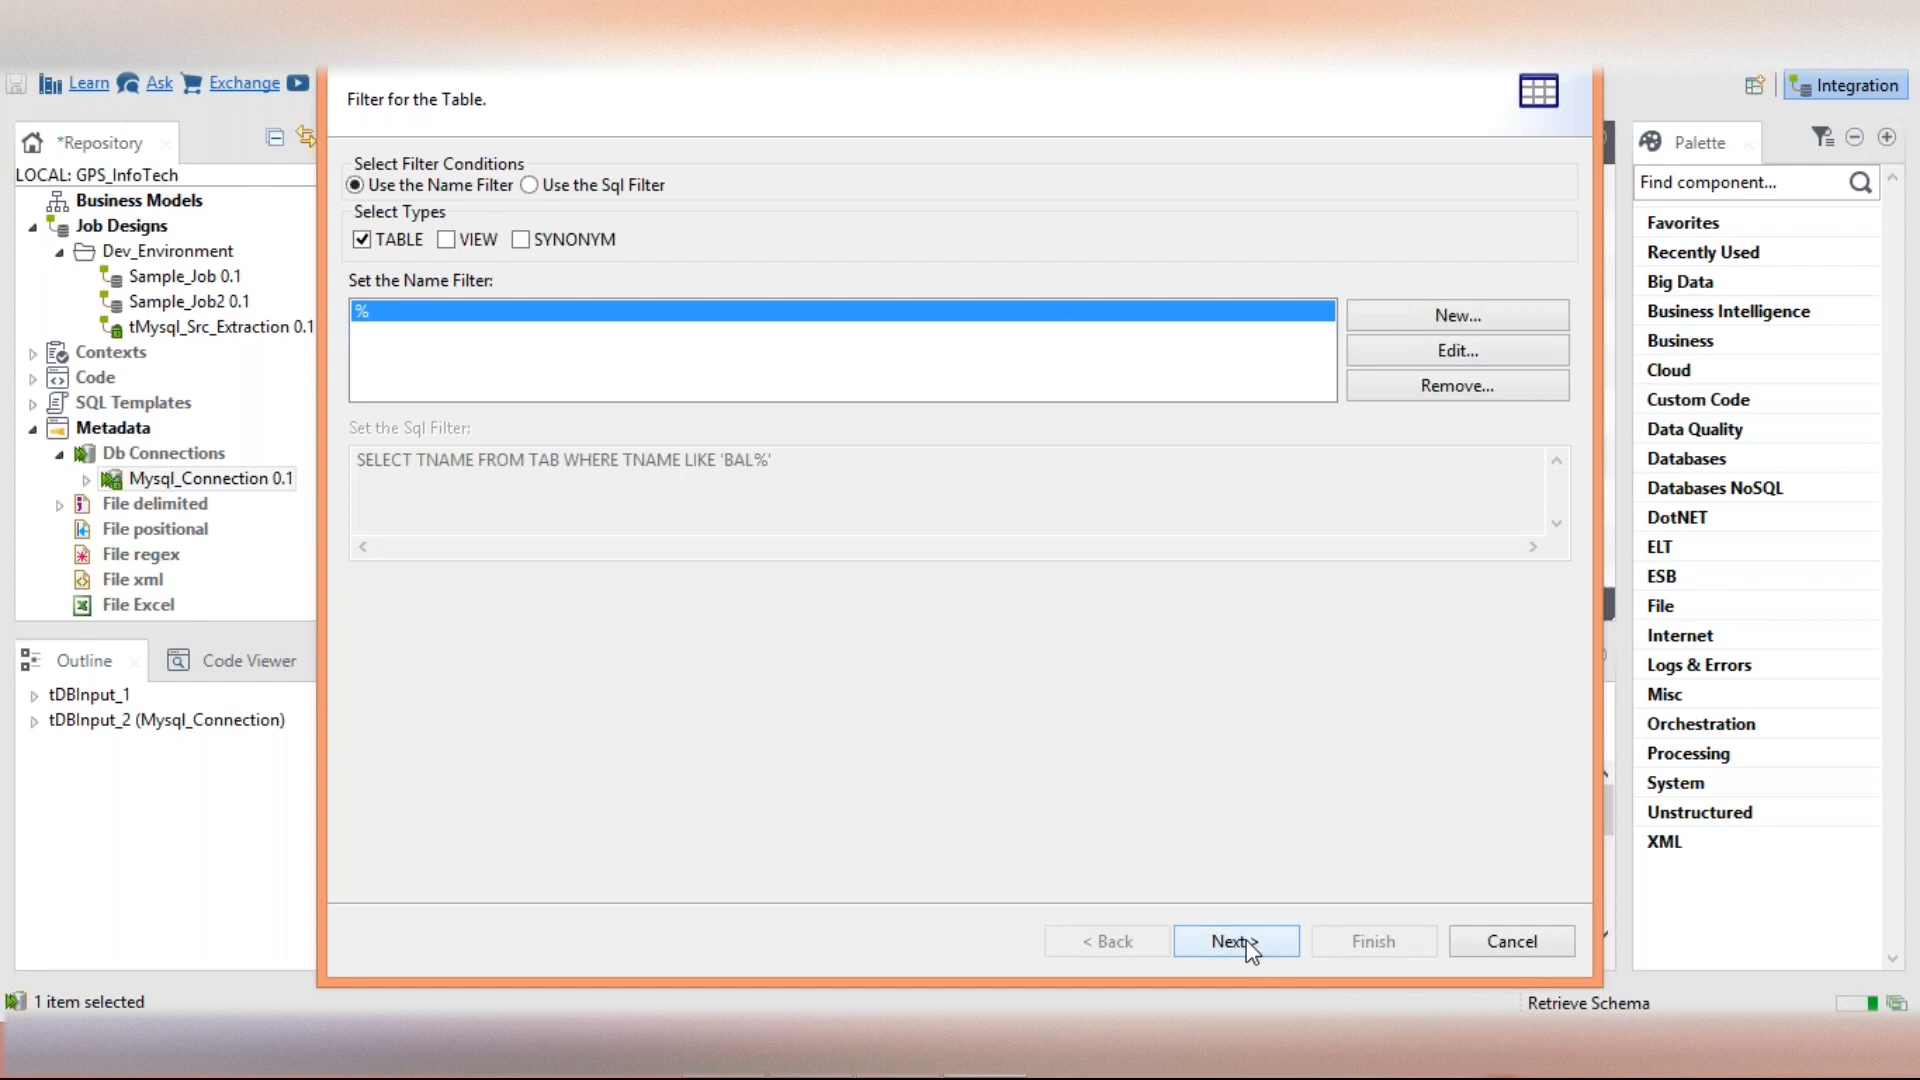 Learn Ask Exchange
Integration
*Repository
LOCAL: GPS_InfoTech
Business Models
Job Designs
Dev_Environment
Sample_Job 0.1
Sample_Job2 0.1
tMysql_Src_Extraction 0.1
Contexts
Code
SQL Templates
Metadata
Db Connections
Mysql_Connection 0.1
File delimited
File positional
File regex
File xml
File Excel
Outline
Code Viewer
tDBInput_1
tDBInput_2 (Mysql_Connection)
1 item selected
Filter for the Table.
Select Filter Conditions
Use the Name Filter Use the Sql Filter
Select Types
TABLE VIEW SYNONYM
Set the Name Filter:
%
New...
Edit...
Remove...
Set the Sql Filter:
SELECT TNAME FROM TAB WHERE TNAME LIKE 'BAL%'
< Back Next > Finish Cancel
Palette
Find component...
Favorites
Recently Used
Big Data
Business Intelligence
Business
Cloud
Custom Code
Data Quality
Databases
Databases NoSQL
DotNET
ELT
ESB
File
Internet
Logs & Errors
Misc
Orchestration
Processing
System
Unstructured
XML
Retrieve Schema